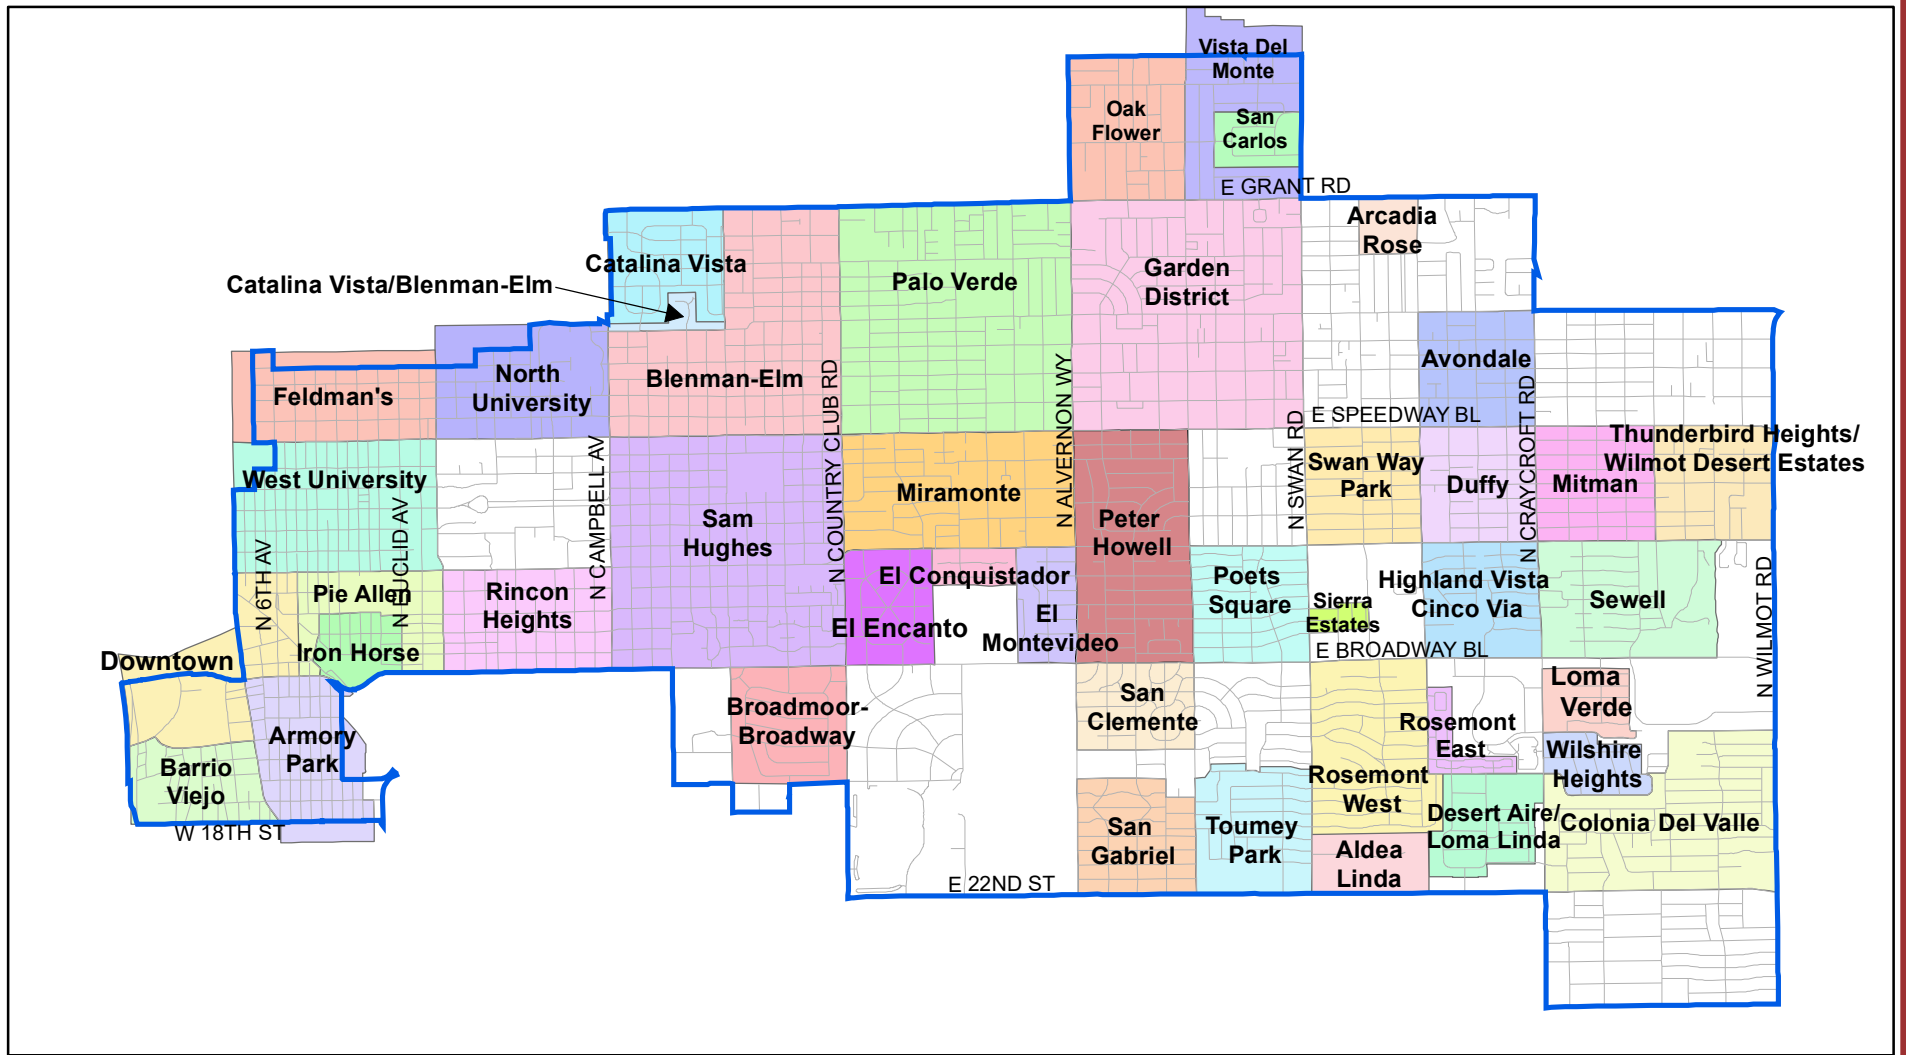 Vista Del
Monte
Oak
Flower
San
Carlos
E GRANT RD
Arcadia
Rose
Catalina Vista
Catalina Vista/Blenman-Elm
Palo Verde
Garden
District
Feldman's
North
University
Blenman-Elm
N COUNTRY CLUB RD
N ALVERNON WY
Avondale
E SPEEDWAY BL
N SWAN RD
N CRAYCROFT RD
Thunderbird Heights/
Wilmot Desert Estates
West University
N EUCLID AV
N CAMPBELL AV
Sam
Hughes
Miramonte
Peter
Howell
Swan Way
Park
Duffy
Mitman
N 6TH AV
Pie Allen
Rincon
Heights
El Conquistador
El Encanto
El
Montevideo
Poets
Square
Sierra
Estates
Highland Vista
Cinco Via
Sewell
N WILMOT RD
E BROADWAY BL
Downtown
Iron Horse
Armory
Park
Barrio
Viejo
W 18TH ST
Broadmoor-
Broadway
San
Clemente
Rosemont
East
Loma
Verde
Wilshire
Heights
Rosemont
West
San
Gabriel
Toumey
Park
Desert Aire/
Loma Linda
Colonia Del Valle
Aldea
Linda
E 22ND ST